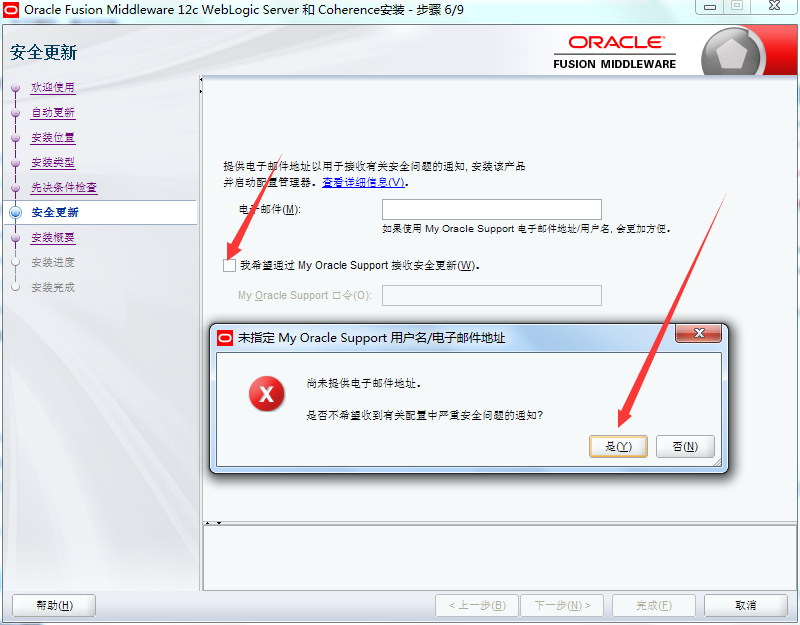 Oracle Fusion Middleware 12c WebLogic Server 和 Coherence安装 - 步骤 6/9
安全更新
ORACLE
FUSION MIDDLEWARE
欢迎使用
自动更新
安装位置
安装类型
先决条件检查
安全更新
安装概要
安装进度
安装完成
提供电子邮件地址以用于接收有关安全问题的通知, 安装该产品
并启动配置管理器。查看详细信息(V)。
电子邮件(M):
如果使用 My Oracle Support 电子邮件地址/用户名, 会更加方便。
我希望通过 My Oracle Support 接收安全更新(W)。
My Oracle Support 口令(O):
未指定 My Oracle Support 用户名/电子邮件地址
尚未提供电子邮件地址。
是否不希望收到有关配置中严重安全问题的通知?
是(Y)
否(N)
帮助(H)
< 上一步(B)
下一步(N) >
完成(F)
取消